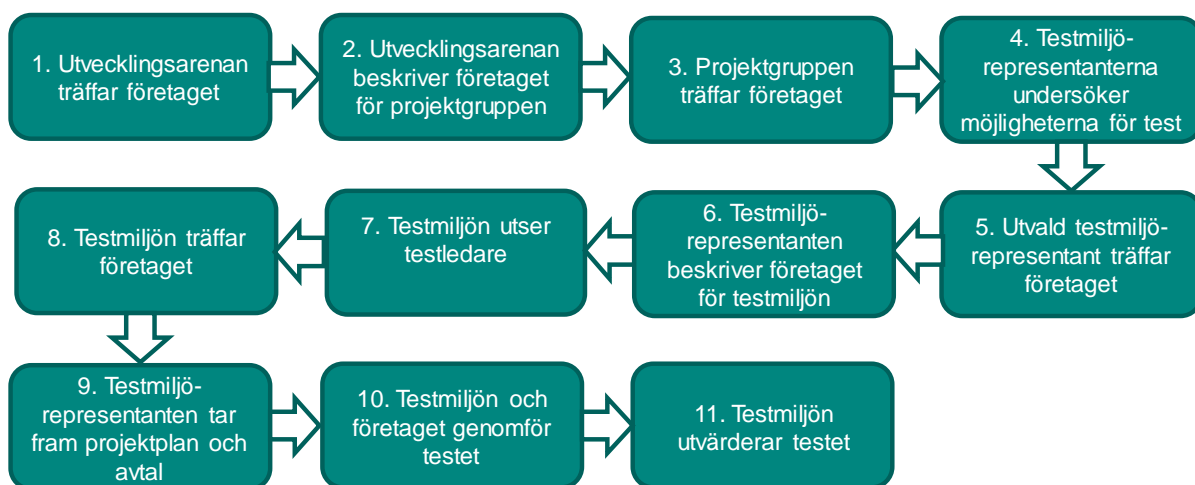 1. Utvecklingsarenan
träffar företaget
2. Utvecklingsarenan
beskriver företaget
för projektgruppen
3. Projektgruppen
träffar företaget
4. Testmiljö-
representanterna
undersöker
möjligheterna för test
5. Utvald testmiljö-
representant träffar
företaget
6. Testmiljö-
representanten
beskriver företaget
för testmiljön
7. Testmiljön utser
testledare
8. Testmiljön träffar
företaget
9. Testmiljö-
representanten tar
fram projektplan och
avtal
10. Testmiljön och
företaget genomför
testet
11. Testmiljön
utvärderar testet